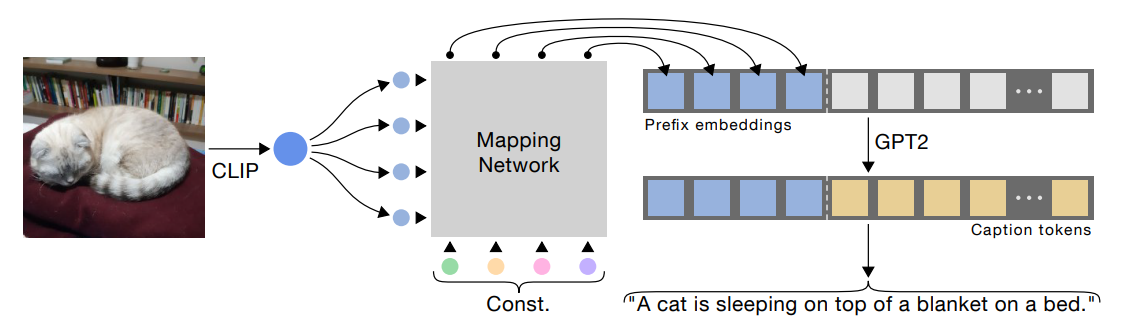 CLIP
Mapping
Network
Const.
Prefix embeddings
GPT2
Caption tokens
"A cat is sleeping on top of a blanket on a bed."